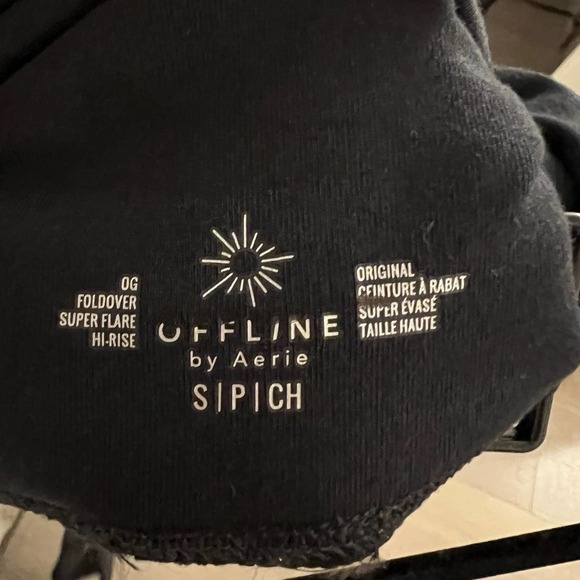 OG
FOLDOVER
SUPER FLARE
HI-RISE
OFFLINE
by Aerie
S|P|CH
ORIGINAL
CEINTURE À RABAT
SUPER ÉVASÉ
TAILLE HAUTE